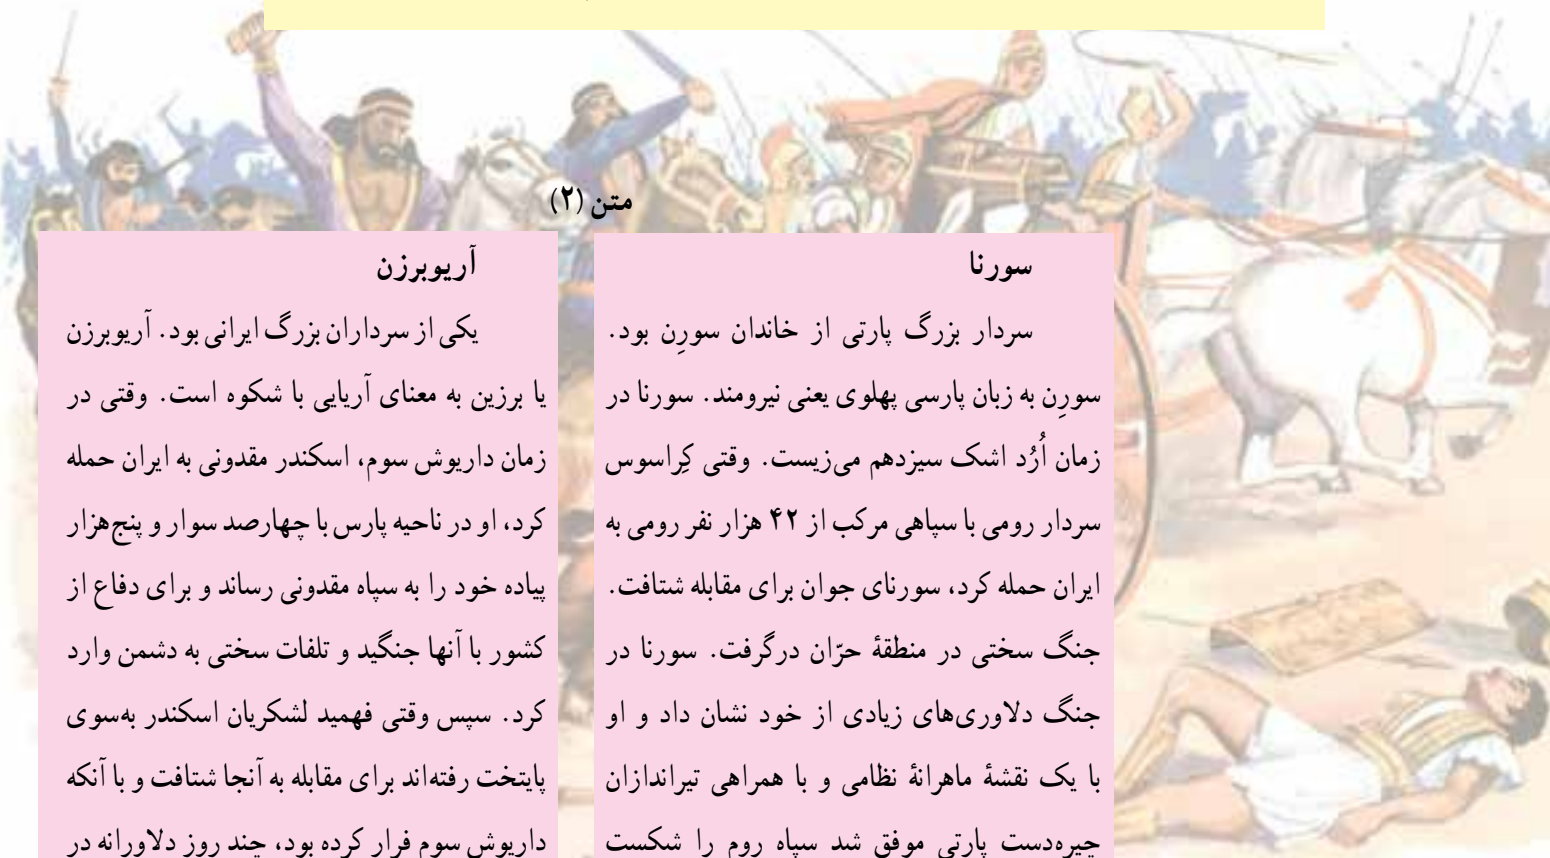 متن (۲)
سورنا
سردار بزرگ پارتی از خاندان سورِن بود.
سورِن به زبان پارسی پهلوی یعنی نیرومند. سورنا در
زمان اُرُد اشک سیزدهم می‌زیست. وقتی کِراسوس
سردار رومی با سپاهی مرکب از ۴۲ هزار نفر رومی به
ایران حمله کرد، سورنای جوان برای مقابله شتافت.
جنگ سختی در منطقهٔ حرّان درگرفت. سورنا در
جنگ دلاوری‌های زیادی از خود نشان داد و او
با یک نقشهٔ ماهرانهٔ نظامی و با همراهی تیراندازان
چیره‌دست پارتی موفق شد سپاه روم را شکست
آریوبرزن
یکی از سرداران بزرگ ایرانی بود. آریوبرزن
یا برزین به معنای آریایی با شکوه است. وقتی در
زمان داریوش سوم، اسکندر مقدونی به ایران حمله
کرد، او در ناحیه پارس با چهارصد سوار و پنج‌هزار
پیاده خود را به سپاه مقدونی رساند و برای دفاع از
کشور با آنها جنگید و تلفات سختی به دشمن وارد
کرد. سپس وقتی فهمید لشکریان اسکندر به‌سوی
پایتخت رفته‌اند برای مقابله به آنجا شتافت و با آنکه
داریوش سوم فرار کرده بود، چند روز دلاورانه در